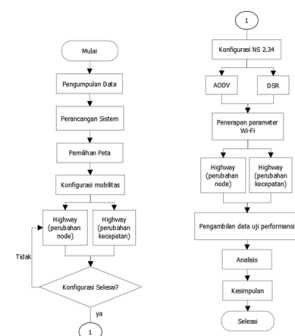 Mulai
Pengumpulan Data
Perancangan Sistem
Pemilihan Peta
Konfigurasi mobilitas
Highway
(perubahan
node)
Highway
(perubahan
kecepatan)
Tidak
Konfigurasi Selesai?
ya
1
1
Konfigurasi NS 2.34
AODV
DSR
Penerapan parameter
Wi-Fi
Highway
(perubahan
node)
Highway
(perubahan
kecepatan)
Pengambilan data uji performansi
Analisis
Kesimpulan
Selesai